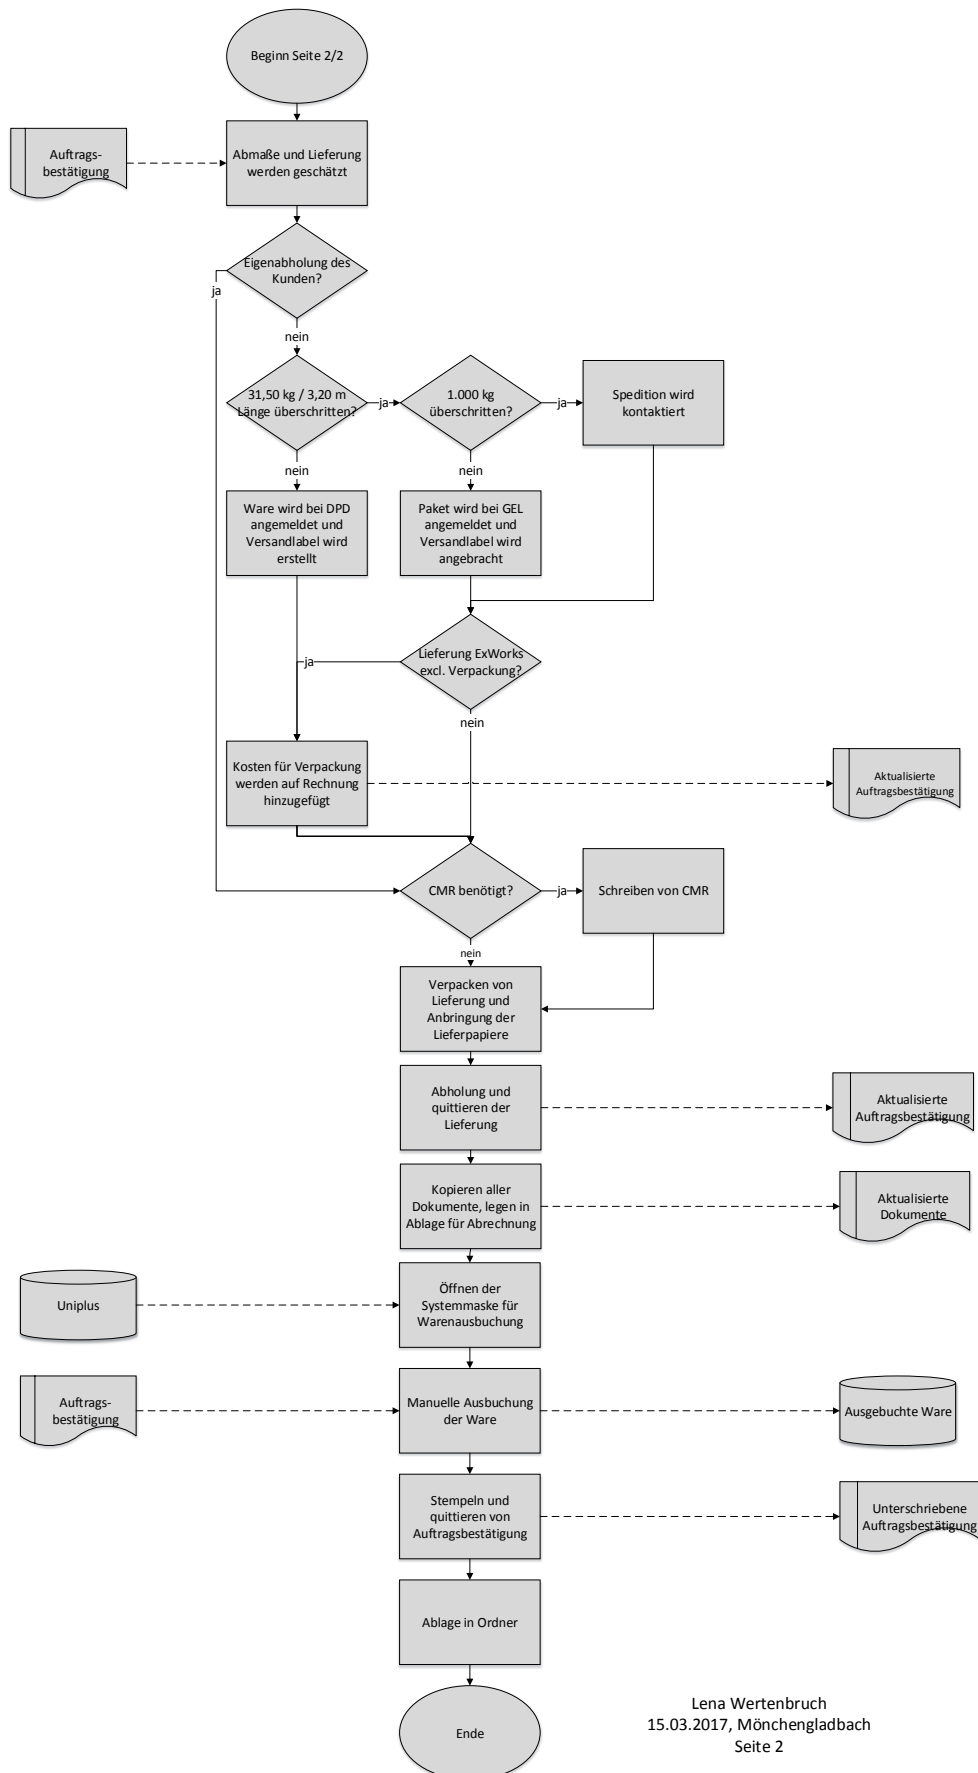 Beginn Seite 2/2
Auftrags-
bestätigung
Abmaße und Lieferung
werden geschätzt
Eigenabholung des
Kunden?
ja
nein
31,50 kg / 3,20 m
Länge überschritten?
ja
1.000 kg
überschritten?
ja
Spedition wird
kontaktiert
nein
nein
Ware wird bei DPD
angemeldet und
Versandlabel wird
erstellt
Paket wird bei GEL
angemeldet und
Versandlabel wird
angebracht
Lieferung ExWorks
excl. Verpackung?
ja
nein
Kosten für Verpackung
werden auf Rechnung
hinzugefügt
Aktualisierte
Auftragsbestätigung
CMR benötigt?
ja
Schreiben von CMR
nein
Verpacken von
Lieferung und
Anbringung der
Lieferpapiere
Abholung und
quittieren der
Lieferung
Aktualisierte
Auftragsbestätigung
Kopieren aller
Dokumente, legen in
Ablage für Abrechnung
Aktualisierte
Dokumente
Uniplus
Öffnen der
Systemmaske für
Warenausbuchung
Auftrags-
bestätigung
Manuelle Ausbuchung
der Ware
Ausgebuchte Ware
Stempeln und
quittieren von
Auftragsbestätigung
Unterschriebene
Auftragsbestätigung
Ablage in Ordner
Ende
Lena Wertenbruch
15.03.2017, Mönchengladbach
Seite 2